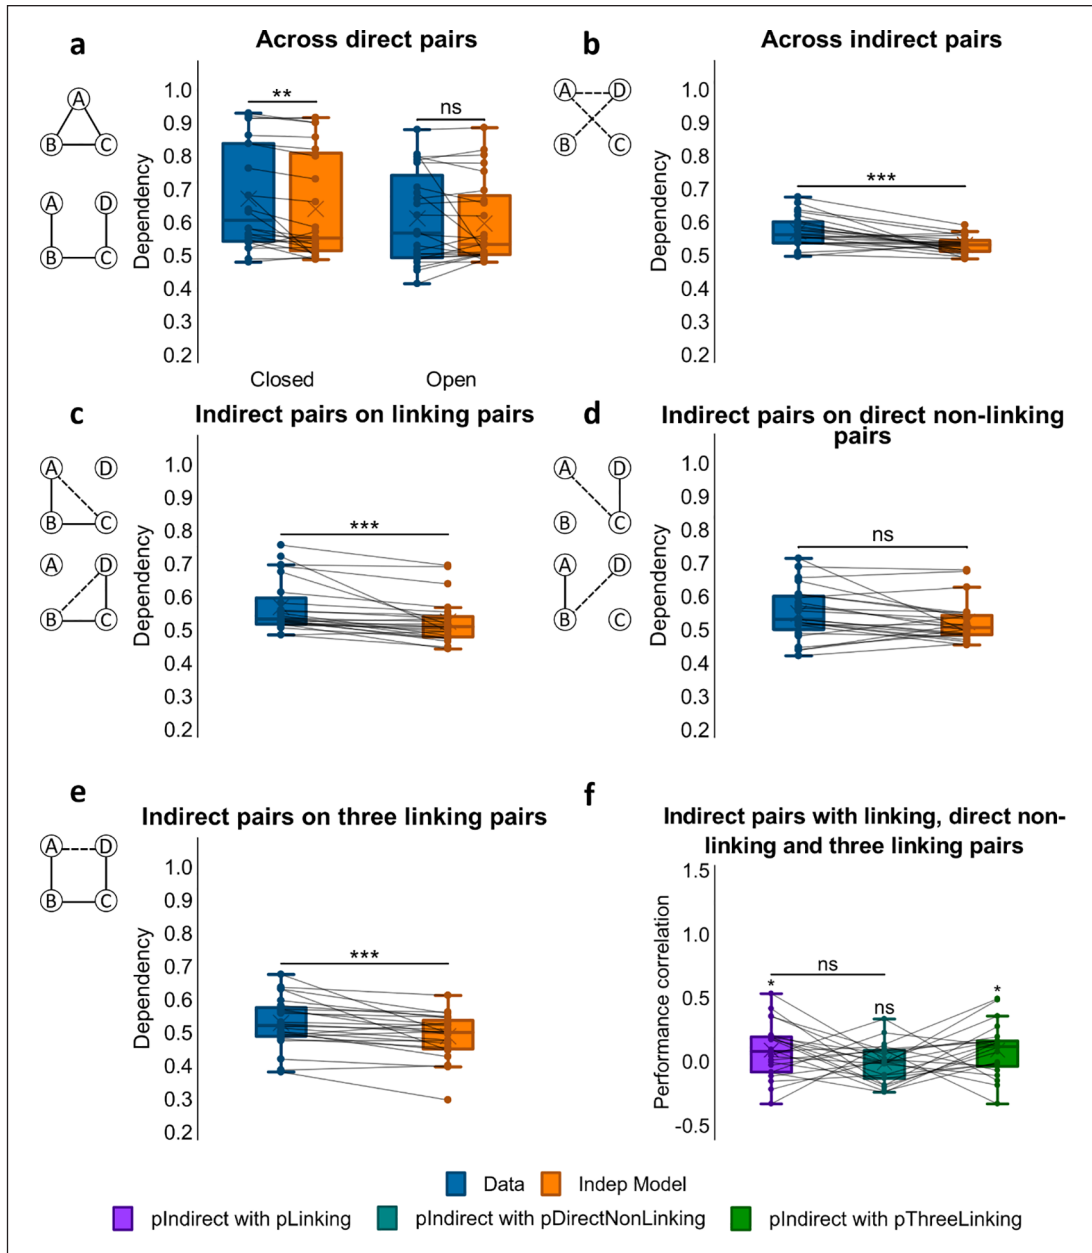 a
Across direct pairs
A
B C
A D
B C
Dependency
1.0
0.9
0.8
0.7
0.6
0.5
0.4
0.3
0.2
**
ns
Closed
Open
b
Across indirect pairs
A D
B C
Dependency
1.0
0.9
0.8
0.7
0.6
0.5
0.4
0.3
0.2
***
c
Indirect pairs on linking pairs
A D
B C
A D
B C
Dependency
1.0
0.9
0.8
0.7
0.6
0.5
0.4
0.3
0.2
***
d
Indirect pairs on direct non-linking
pairs
A D
B C
A D
B C
Dependency
1.0
0.9
0.8
0.7
0.6
0.5
0.4
0.3
0.2
ns
e
Indirect pairs on three linking pairs
A D
B C
Dependency
1.0
0.9
0.8
0.7
0.6
0.5
0.4
0.3
0.2
***
f
Indirect pairs with linking, direct non-
linking and three linking pairs
Performance correlation
1.5
1.0
0.5
0.0
-0.5
ns
*
ns
*
Data
Indep Model
pIndirect with pLinking
pIndirect with pDirectNonLinking
pIndirect with pThreeLinking